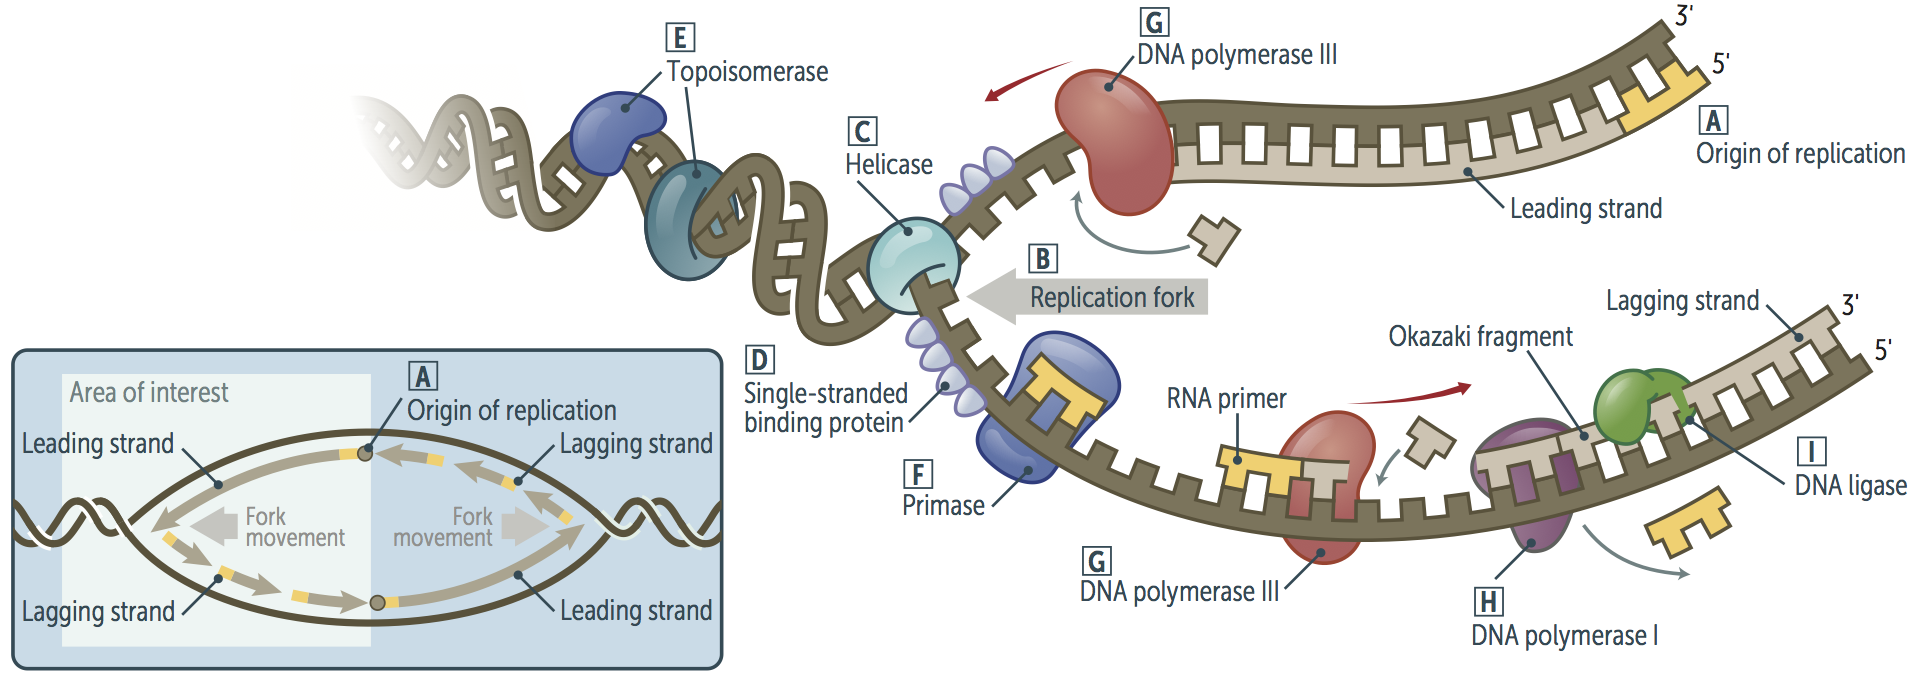 E
Topoisomerase
G
DNA polymerase III
3'
5'
A
Origin of replication
Leading strand
C
Helicase
B
Replication fork
D
Single-stranded
binding protein
F
Primase
RNA primer
G
DNA polymerase III
Okazaki fragment
Lagging strand
3'
5'
I
DNA ligase
H
DNA polymerase I
Area of interest
A
Origin of replication
Leading strand
Lagging strand
Fork
movement
Fork
movement
Lagging strand
Leading strand